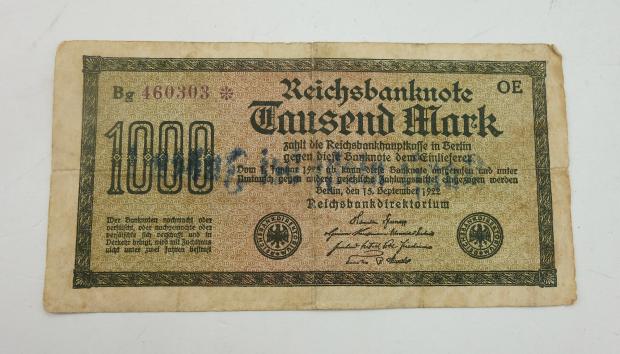 Bg 460303 *
Reichsbanknote
OE
Tausend Mark
1000
zahlt die Reichsbankhauptkasse in Berlin
gegen diese Banknote dem Einlieferer
Vom 1. Januar 1923 ab kann diese Banknote aufgerufen und unter
Umtausch gegen andere gesetzliche Zahlungsmittel eingezogen werden
Berlin, den 15. September 1922
Reichsbankdirektorium
Wer Banknoten nachmacht oder
verfälscht, oder nachgemachte oder
verfälschte sich verschafft und in
Verkehr bringt, wird mit Zuchthaus
nicht unter zwei Jahren bestraft